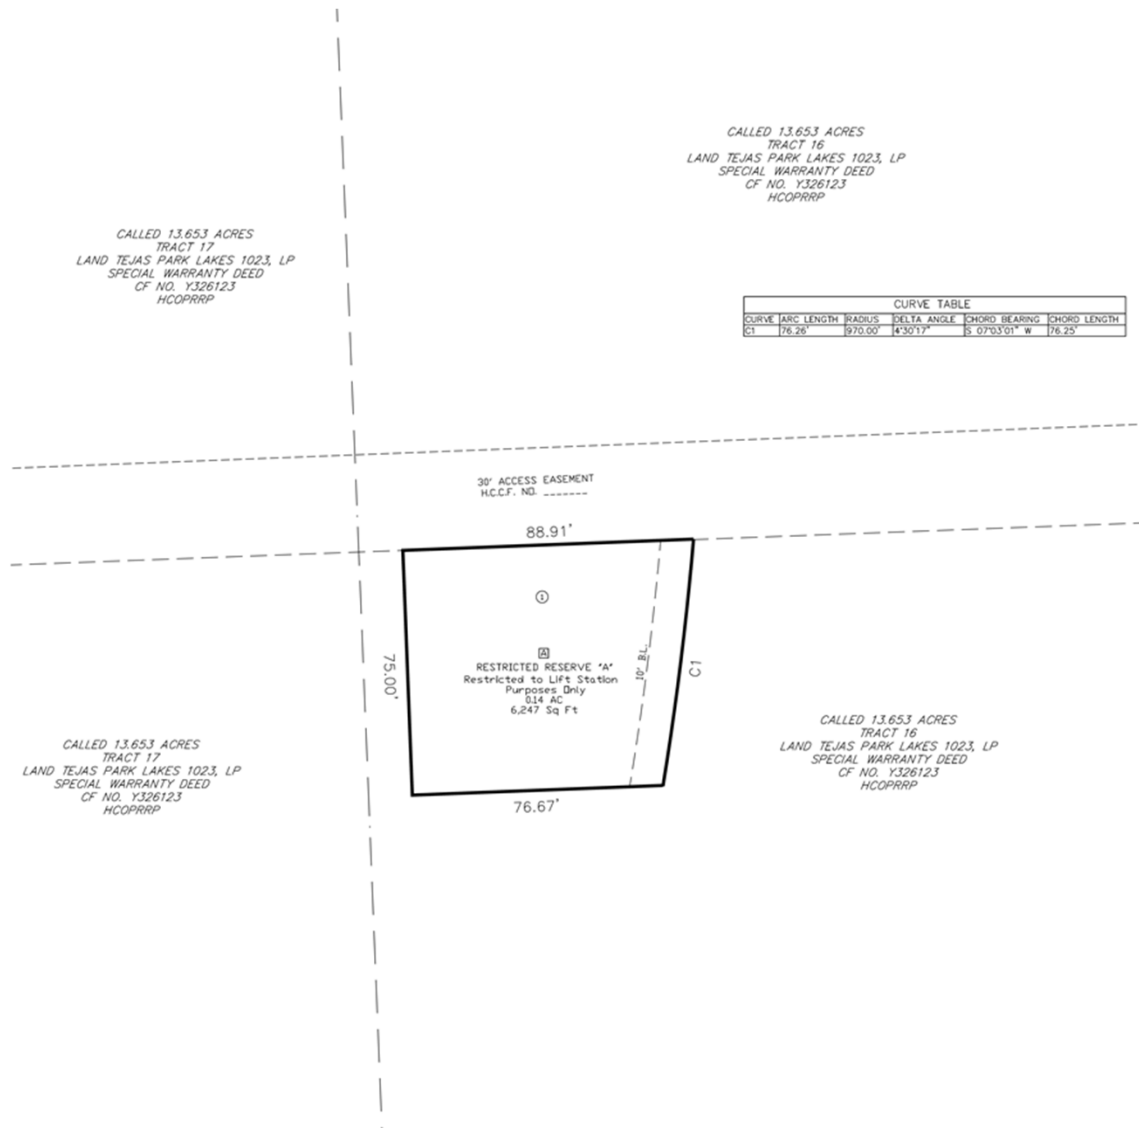 CALLED 13.653 ACRES
TRACT 16
LAND TEJAS PARK LAKES 1023, LP
SPECIAL WARRANTY DEED
CF NO. Y326123
HCOPRRP
CALLED 13.653 ACRES
TRACT 17
LAND TEJAS PARK LAKES 1023, LP
SPECIAL WARRANTY DEED
CF NO. Y326123
HCOPRRP
CURVE TABLE
CURVE ARC LENGTH RADIUS DELTA ANGLE CHORD BEARING CHORD LENGTH
C1 76.26' 970.00' 4°30'17" S 07°03'01" W 76.25'
30' ACCESS EASEMENT
H.C.C.F. NO. _______
88.91'
1
75.00'
A
RESTRICTED RESERVE "A"
Restricted to Lift Station
Purposes Only
0.14 AC
6,247 Sq Ft
10' B.L.
C1
76.67'
CALLED 13.653 ACRES
TRACT 16
LAND TEJAS PARK LAKES 1023, LP
SPECIAL WARRANTY DEED
CF NO. Y326123
HCOPRRP
CALLED 13.653 ACRES
TRACT 17
LAND TEJAS PARK LAKES 1023, LP
SPECIAL WARRANTY DEED
CF NO. Y326123
HCOPRRP